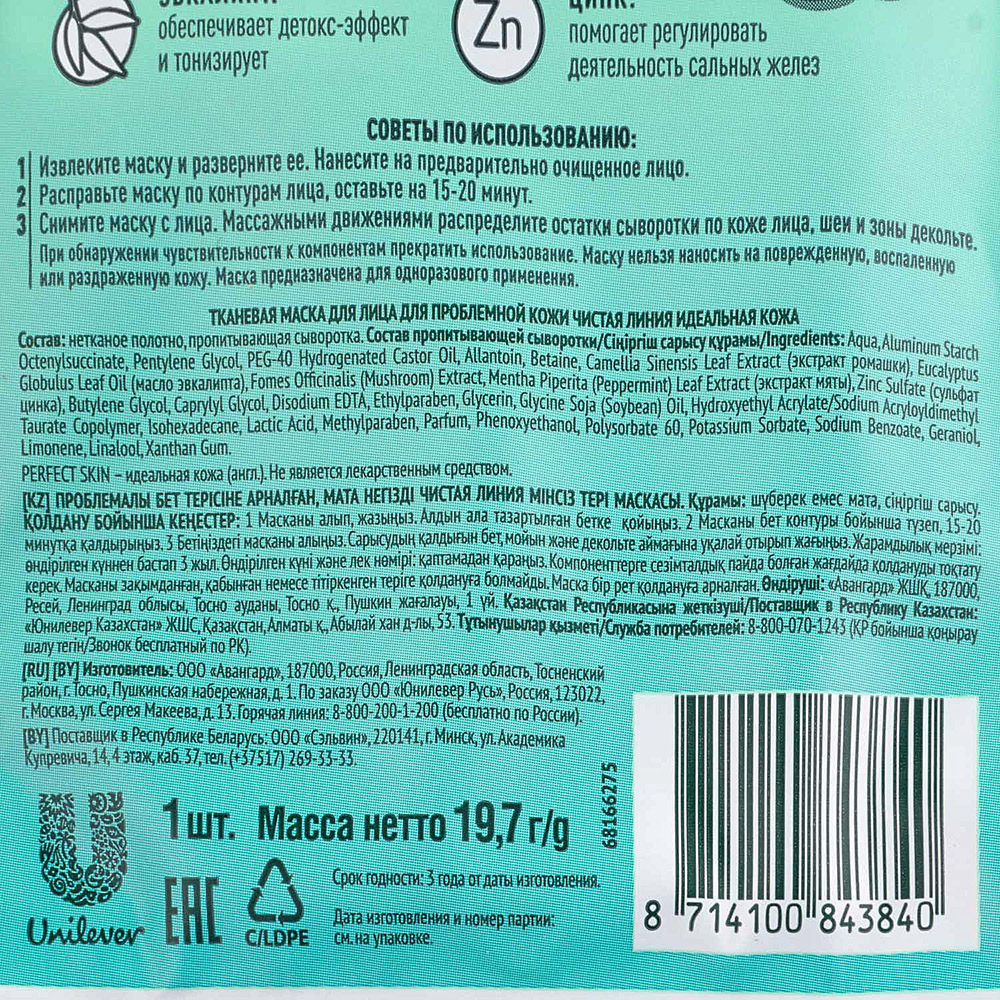 обеспечивает детокс-эффект
и тонизирует
Zn
помогает регулировать
деятельность сальных желез
СОВЕТЫ ПО ИСПОЛЬЗОВАНИЮ:
1 Извлеките маску и разверните ее. Нанесите на предварительно очищенное лицо.
2 Расправьте маску по контурам лица, оставьте на 15-20 минут.
3 Снимите маску с лица. Массажными движениями распределите остатки сыворотки по коже лица, шеи и зоны декольте.
При обнаружении чувствительности к компонентам прекратить использование. Маску нельзя наносить на поврежденную, воспаленную
или раздраженную кожу. Маска предназначена для одноразового применения.
ТКАНЕВАЯ МАСКА ДЛЯ ЛИЦА ДЛЯ ПРОБЛЕМНОЙ КОЖИ ЧИСТАЯ ЛИНИЯ ИДЕАЛЬНАЯ КОЖА
Состав: нетканое полотно, пропитывающая сыворотка. Состав пропитывающей сыворотки/Сіңіргіш сарысу құрамы/Ingredients: Aqua, Aluminum Starch
Octenylsuccinate, Pentylene Glycol, PEG-40 Hydrogenated Castor Oil, Allantoin, Betaine, Camellia Sinensis Leaf Extract (экстракт ромашки), Eucalyptus
Globulus Leaf Oil (масло эвкалипта), Fomes Officinalis (Mushroom) Extract, Mentha Piperita (Peppermint) Leaf Extract (экстракт мяты), Zinc Sulfate (сульфат
цинка), Butylene Glycol, Caprylyl Glycol, Disodium EDTA, Ethylparaben, Glycerin, Glycine Soja (Soybean) Oil, Hydroxyethyl Acrylate/Sodium Acryloyldimethyl
Taurate Copolymer, Isohexadecane, Lactic Acid, Methylparaben, Parfum, Phenoxyethanol, Polysorbate 60, Potassium Sorbate, Sodium Benzoate, Geraniol,
Limonene, Linalool, Xanthan Gum.
PERFECT SKIN – идеальная кожа (англ.). Не является лекарственным средством.
[KZ] ПРОБЛЕМАЛЫ БЕТ ТЕРІСІНЕ АРНАЛҒАН, МАТА НЕГІЗДІ ЧИСТАЯ ЛИНИЯ МІНСІЗ ТЕРІ МАСКАСЫ. Құрамы: шүберек емес мата, сіңіргіш сарысу.
ҚОЛДАНУ БОЙЫНША КЕҢЕСТЕР: 1 Масканы алып, жазыңыз. Алдын ала тазартылған бетке қойыңыз. 2 Масканы бет контуры бойынша түзеп, 15-20
минутқа қалдырыңыз. 3 Бетіңіздегі масканы алыңыз. Сарысудың қалдығын бет, мойын және декольте аймағына уқалай отырып жағыңыз. Жарамдылық мерзімі:
өндірілген күннен бастап 3 жыл. Өндірілген күні және лек нөмірі: қаптамадан қараңыз. Компоненттерге сезімталдық пайда болған жағдайда қолдануды тоқтату
керек. Масканы зақымданған, қабынған немесе тітіркенген теріге қолдануға болмайды. Маска бір рет қолдануға арналған. Өндіруші: «Авангард» ЖШҚ, 187000,
Ресей, Ленинград облысы, Тосно ауданы, Тосно қ., Пушкин жағалауы, 1 үй. Қазақстан Республикасына жеткізуші/Поставщик в Республику Казахстан:
«Юнилевер Казахстан» ЖШС, Қазақстан, Алматы қ., Абылай хан д-лы, 53. Тұтынушылар қызметі/Служба потребителей: 8-800-070-1243 (ҚР бойынша қоңырау
шалу тегін/Звонок бесплатный по РК).
[RU] [BY] Изготовитель: ООО «Авангард», 187000, Россия, Ленинградская область, Тосненский
район, г. Тосно, Пушкинская набережная, д. 1. По заказу ООО «Юнилевер Русь», Россия, 123022,
г. Москва, ул. Сергея Макеева, д. 13. Горячая линия: 8-800-200-1-200 (бесплатно по России).
[BY] Поставщик в Республике Беларусь: ООО «Сэльвин», 220141, г. Минск, ул. Академика
Купревича, 14, 4 этаж, каб. 37, тел. (+37517) 269-33-33.
68166275
1 шт. Масса нетто 19,7 г/g
Unilever
EAC
C/LDPE
Срок годности: 3 года от даты изготовления.
Дата изготовления и номер партии:
см. на упаковке.
8 714100 843840